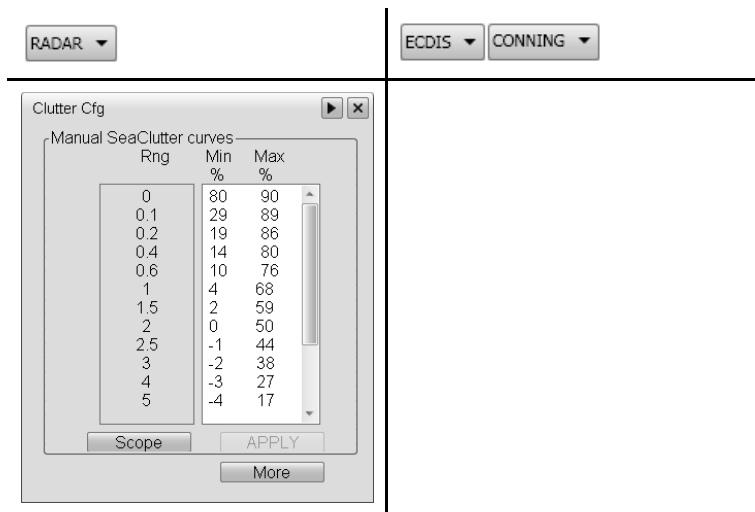 RADAR
ECDIS CONNING
Clutter Cfg
Manual SeaClutter curves
Rng Min Max
% %
0 80 90
0.1 29 89
0.2 19 86
0.4 14 80
0.6 10 76
1 4 68
1.5 2 59
2 0 50
2.5 -1 44
3 -2 38
4 -3 27
5 -4 17
Scope APPLY
More